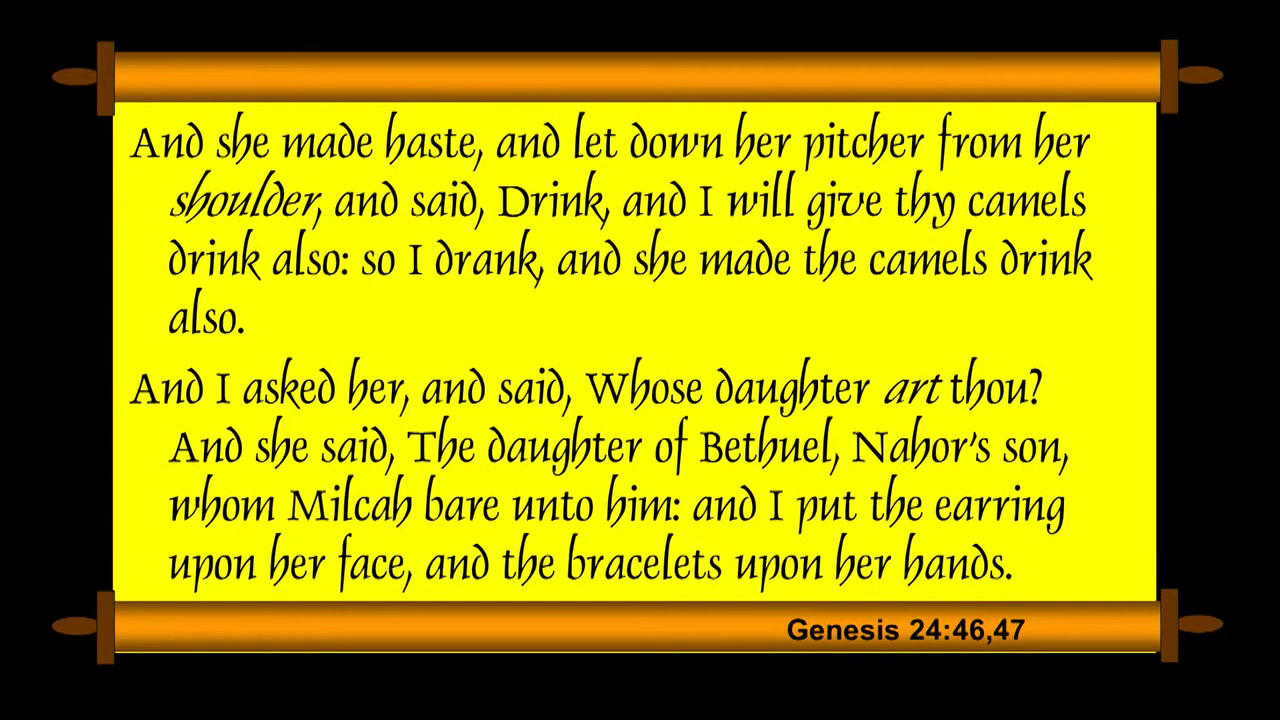 And she made haste, and let down her pitcher from her
shoulder, and said, Drink, and I will give thy camels
drink also: so I drank, and she made the camels drink
also.
And I asked her, and said, Whose daughter art thou?
And she said, The daughter of Bethuel, Nahor's son,
whom Milcah bare unto him: and I put the earring
upon her face, and the bracelets upon her hands.
Genesis 24:46,47